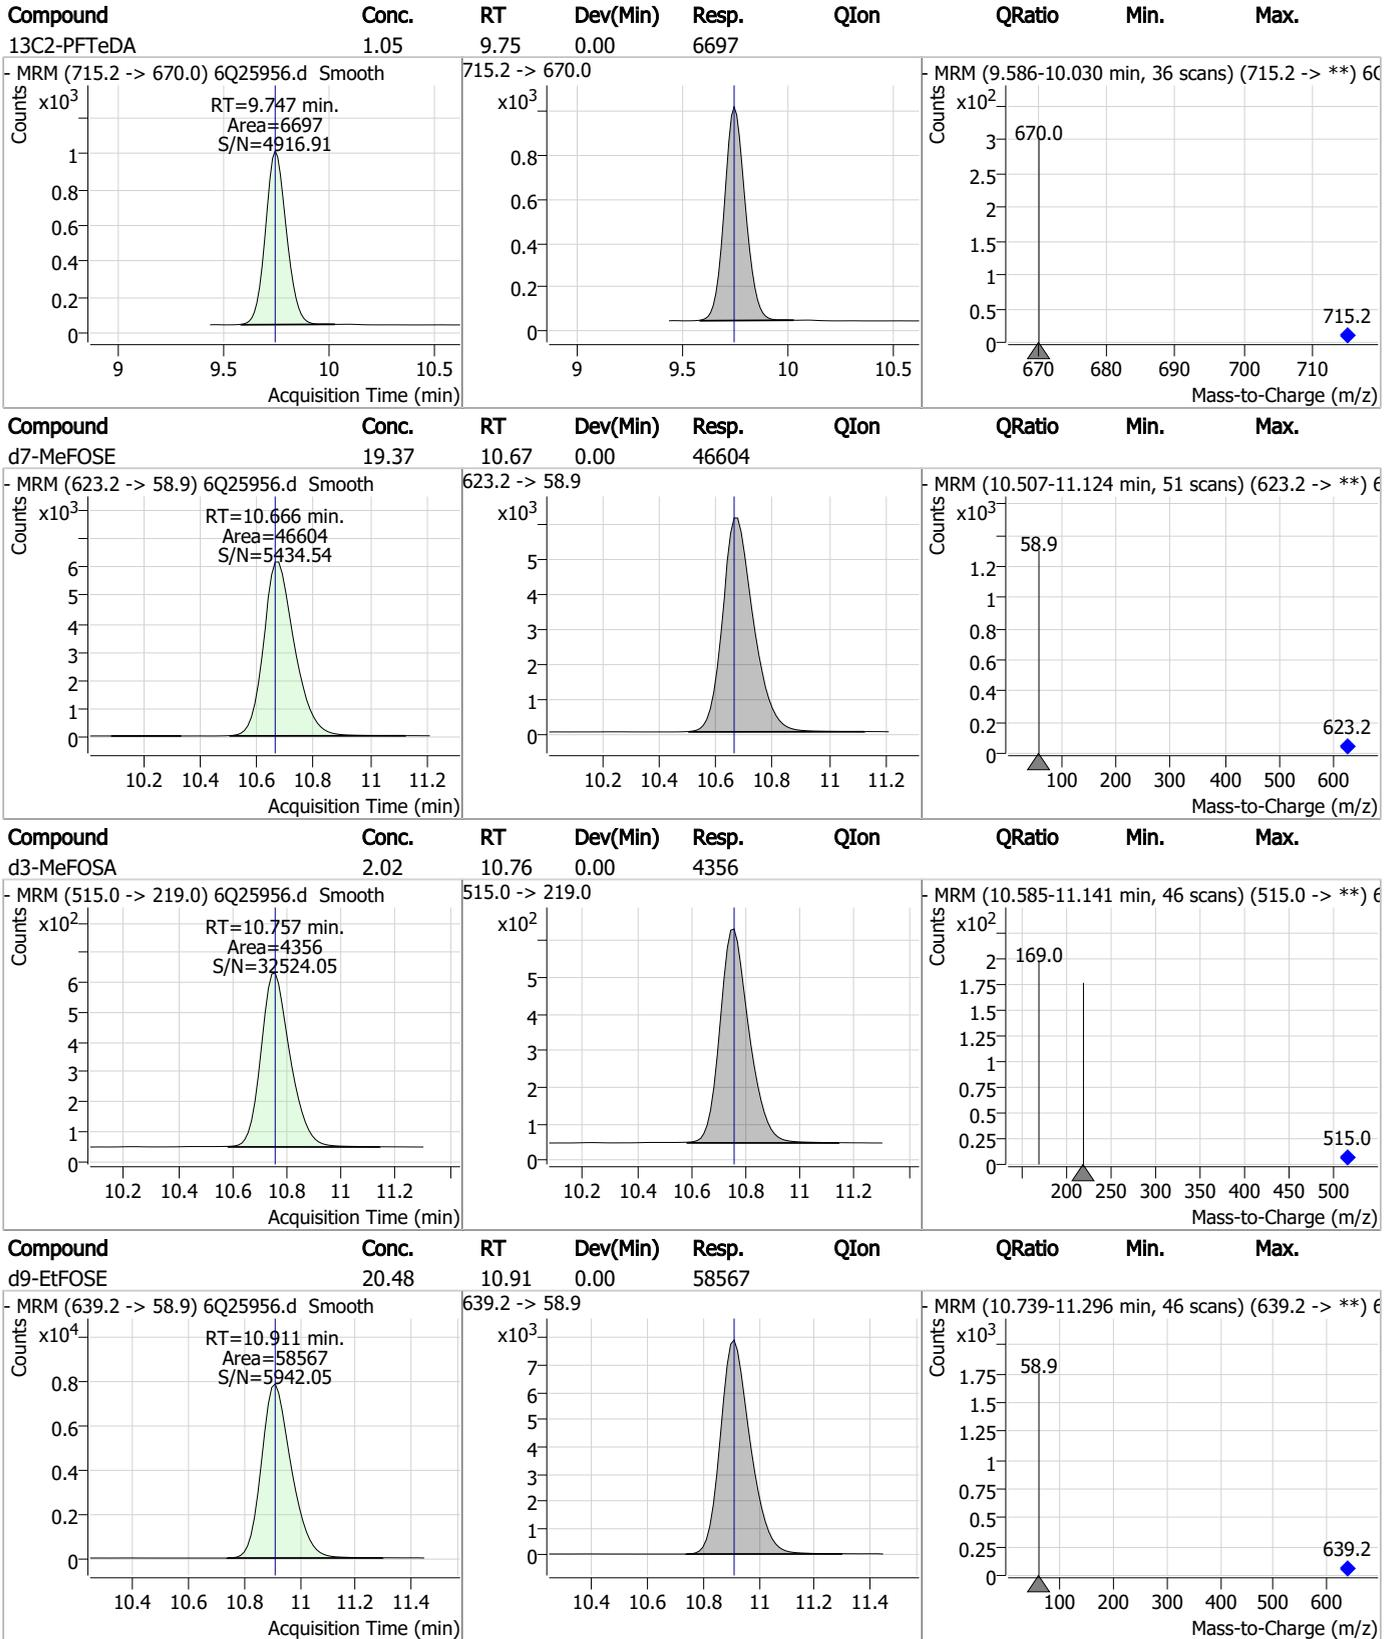 Compound Conc. RT Dev(Min) Resp. QIon QRatio Min. Max.
13C2-PFTeDA 1.05 9.75 0.00 6697
- MRM (715.2 -> 670.0) 6Q25956.d Smooth
Counts
x10³
RT=9.747 min.
Area=6697
S/N=4916.91
1
0.8
0.6
0.4
0.2
0
9 9.5 10 10.5
Acquisition Time (min)
715.2 -> 670.0
x10³
0.8
0.6
0.4
0.2
0
9 9.5 10 10.5
- MRM (9.586-10.030 min, 36 scans) (715.2 -> **) 6
Counts
x10²
670.0
3
2.5
2
1.5
1
0.5
0
715.2
670 680 690 700 710
Mass-to-Charge (m/z)
Compound Conc. RT Dev(Min) Resp. QIon QRatio Min. Max.
d7-MeFOSE 19.37 10.67 0.00 46604
- MRM (623.2 -> 58.9) 6Q25956.d Smooth
Counts
x10³
RT=10.666 min.
Area=46604
S/N=5434.54
6
5
4
3
2
1
0
10.2 10.4 10.6 10.8 11 11.2
Acquisition Time (min)
623.2 -> 58.9
x10³
5
4
3
2
1
0
10.2 10.4 10.6 10.8 11 11.2
- MRM (10.507-11.124 min, 51 scans) (623.2 -> **) 6
Counts
x10³
58.9
1.2
1
0.8
0.6
0.4
0.2
0
623.2
100 200 300 400 500 600
Mass-to-Charge (m/z)
Compound Conc. RT Dev(Min) Resp. QIon QRatio Min. Max.
d3-MeFOSA 2.02 10.76 0.00 4356
- MRM (515.0 -> 219.0) 6Q25956.d Smooth
Counts
x10²
RT=10.757 min.
Area=4356
S/N=32524.05
6
5
4
3
2
1
0
10.2 10.4 10.6 10.8 11 11.2
Acquisition Time (min)
515.0 -> 219.0
x10²
5
4
3
2
1
0
10.2 10.4 10.6 10.8 11 11.2
- MRM (10.585-11.141 min, 46 scans) (515.0 -> **) 6
Counts
x10²
169.0
2
1.75
1.5
1.25
1
0.75
0.5
0.25
0
515.0
200 250 300 350 400 450 500
Mass-to-Charge (m/z)
Compound Conc. RT Dev(Min) Resp. QIon QRatio Min. Max.
d9-EtFOSE 20.48 10.91 0.00 58567
- MRM (639.2 -> 58.9) 6Q25956.d Smooth
Counts
x10⁴
RT=10.911 min.
Area=58567
S/N=5942.05
0.8
0.6
0.4
0.2
0
10.4 10.6 10.8 11 11.2 11.4
Acquisition Time (min)
639.2 -> 58.9
x10³
7
6
5
4
3
2
1
0
10.4 10.6 10.8 11 11.2 11.4
- MRM (10.739-11.296 min, 46 scans) (639.2 -> **) 6
Counts
x10³
58.9
1.75
1.5
1.25
1
0.75
0.5
0.25
0
639.2
100 200 300 400 500 600
Mass-to-Charge (m/z)